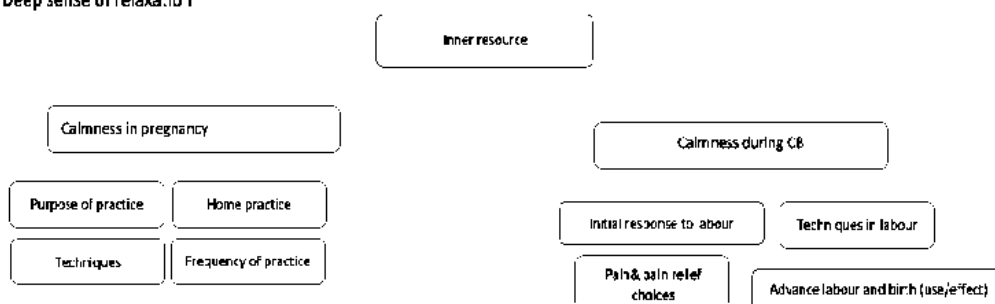 Deep sense of relaxation
Inner resource
Calmness in pregnancy
Calmness during CB
Purpose of practice
Home practice
Initial response to labour
Techniques in labour
Techniques
Frequency of practice
Pain & pain relief
choices
Advance labour and birth (use/effect)